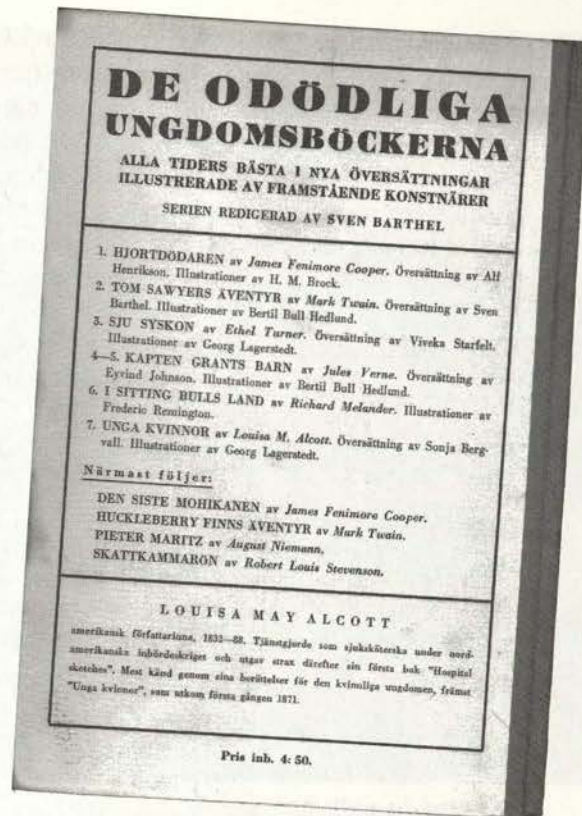 DE ODÖDLIGA
UNGDOMSBÖCKERNA
ALLA TIDERS BÄSTA I NYA ÖVERSÄTTNINGAR
ILLUSTRERADE AV FRAMSTÅENDE KONSTNÄRER
SERIEN REDIGERAD AV SVEN BARTHEL
1. HJORTDÖDAREN av James Fenimore Cooper. Översättning av Alf
Henrikson. Illustrationer av H. M. Brock.
2. TOM SAWYERS ÄVENTYR av Mark Twain. Översättning av Sven
Barthel. Illustrationer av Bertil Bull Hedlund.
3. SJU SYSKON av Ethel Turner. Översättning av Viveka Starfelt.
Illustrationer av Georg Lagerstedt.
4—5. KAPTEN GRANTS BARN av Jules Verne. Översättning av
Eyvind Johnson. Illustrationer av Bertil Bull Hedlund.
6. I SITTING BULLS LAND av Richard Melander. Illustrationer av
Frederic Remington.
7. UNGA KVINNOR av Louisa M. Alcott. Översättning av Sonja Berg-
vall. Illustrationer av Georg Lagerstedt.
Närmast följer:
DEN SISTE MOHIKANEN av James Fenimore Cooper.
HUCKLEBERRY FINNS ÄVENTYR av Mark Twain.
PIETER MARITZ av August Niemann.
SKATTKAMMARÖN av Robert Louis Stevenson.
LOUISA MAY ALCOTT
amerikansk författarinna, 1832—88. Tjänstgjorde som sjuksköterska under nord-
amerikanska inbördeskriget och utgav strax därefter sin första bok "Hospital
sketches". Mest känd genom sina berättelser för den kvinnliga ungdomen, främst
"Unga kvinnor", som utkom första gången 1871.
Pris inb. 4: 50.